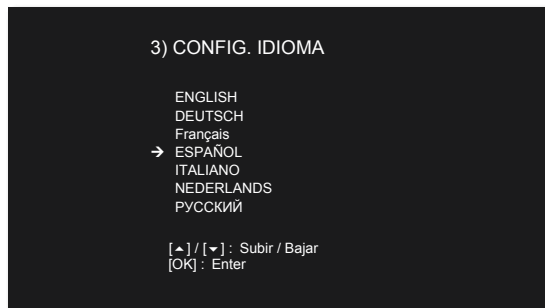 3) CONFIG. IDIOMA
ENGLISH
DEUTSCH
Français
→ ESPAÑOL
ITALIANO
NEDERLANDS
РУССКИЙ
[▲] / [▼] : Subir / Bajar
[OK] : Enter